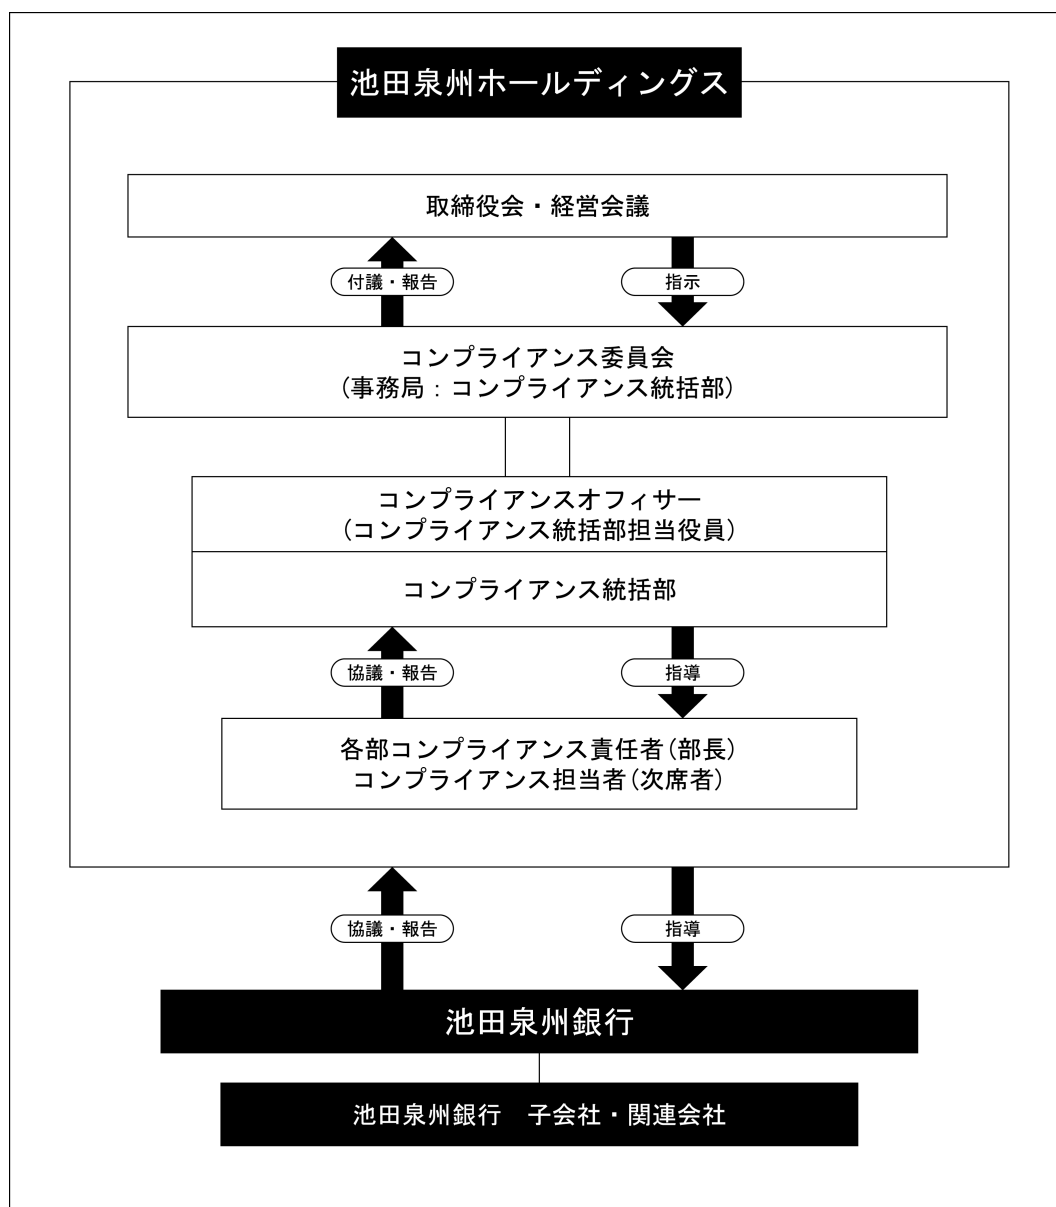 池田泉州ホールディングス
取締役会・経営会議
付議・報告
指示
コンプライアンス委員会
(事務局：コンプライアンス統括部)
コンプライアンスオフィサー
(コンプライアンス統括部担当役員)
コンプライアンス統括部
協議・報告
指導
各部コンプライアンス責任者(部長)
コンプライアンス担当者(次席者)
協議・報告
指導
池田泉州銀行
池田泉州銀行　子会社・関連会社